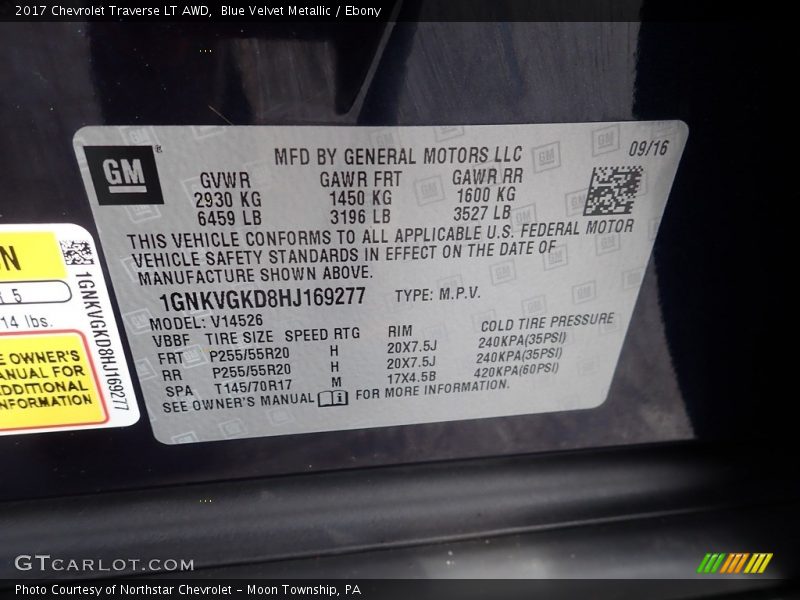 2017 Chevrolet Traverse LT AWD, Blue Velvet Metallic / Ebony
GM
®
MFD BY GENERAL MOTORS LLC
09/16
GVWR GAWR FRT GAWR RR
2930 KG 1450 KG 1600 KG
6459 LB 3196 LB 3527 LB
THIS VEHICLE CONFORMS TO ALL APPLICABLE U.S. FEDERAL MOTOR
VEHICLE SAFETY STANDARDS IN EFFECT ON THE DATE OF
MANUFACTURE SHOWN ABOVE.
1GNKVGKD8HJ169277 TYPE: M.P.V.
MODEL: V14526
VBBF TIRE SIZE SPEED RTG RIM COLD TIRE PRESSURE
FRT P255/55R20 H 20X7.5J 240KPA(35PSI)
RR P255/55R20 H 20X7.5J 240KPA(35PSI)
SPA T145/70R17 M 17X4.5B 420KPA(60PSI)
SEE OWNER'S MANUAL FOR MORE INFORMATION.
N
5
14 lbs.
E OWNER'S
ANUAL FOR
DDITIONAL
NFORMATION
1GNKVGKD8HJ169277
GTCARLOT.COM
Photo Courtesy of Northstar Chevrolet - Moon Township, PA